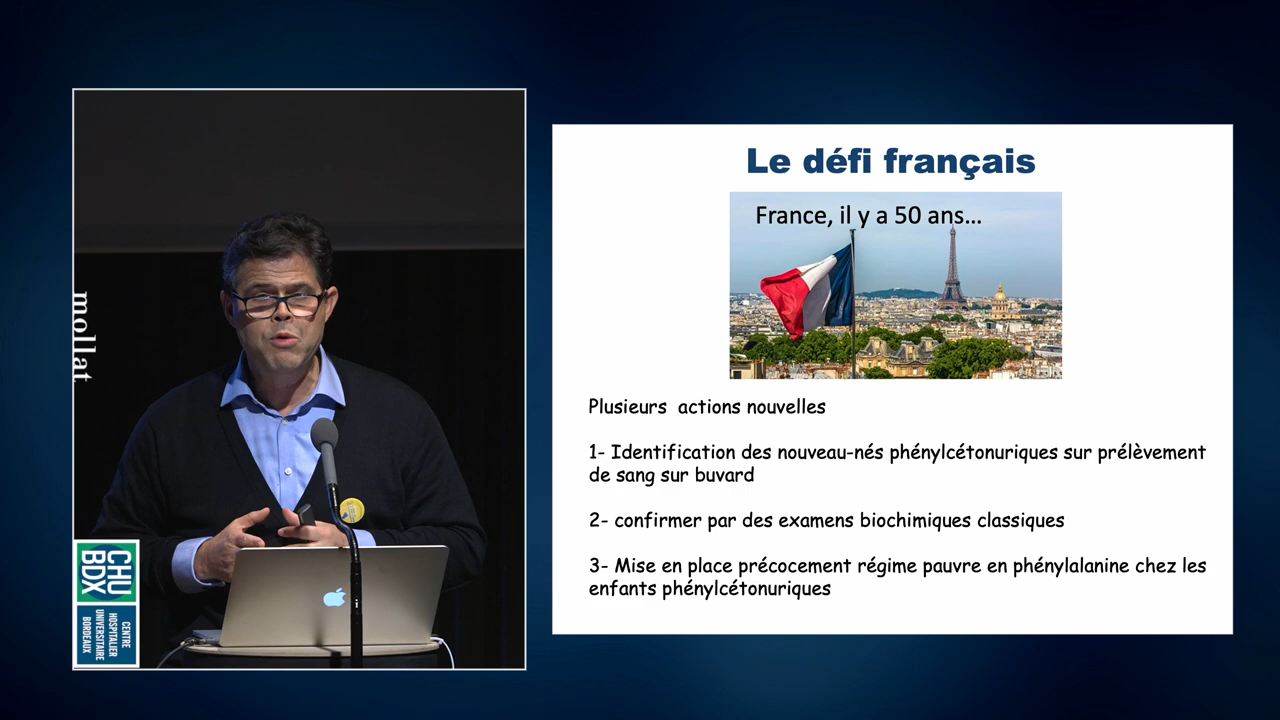 mollat
CHU
BDX
CENTRE
HOSPITALIER
UNIVERSITAIRE
BORDEAUX
Le défi français
France, il y a 50 ans...
Plusieurs actions nouvelles
1- Identification des nouveau-nés phénylcétonuriques sur prélèvement
de sang sur buvard
2- confirmer par des examens biochimiques classiques
3- Mise en place précocement régime pauvre en phénylalanine chez les
enfants phénylcétonuriques